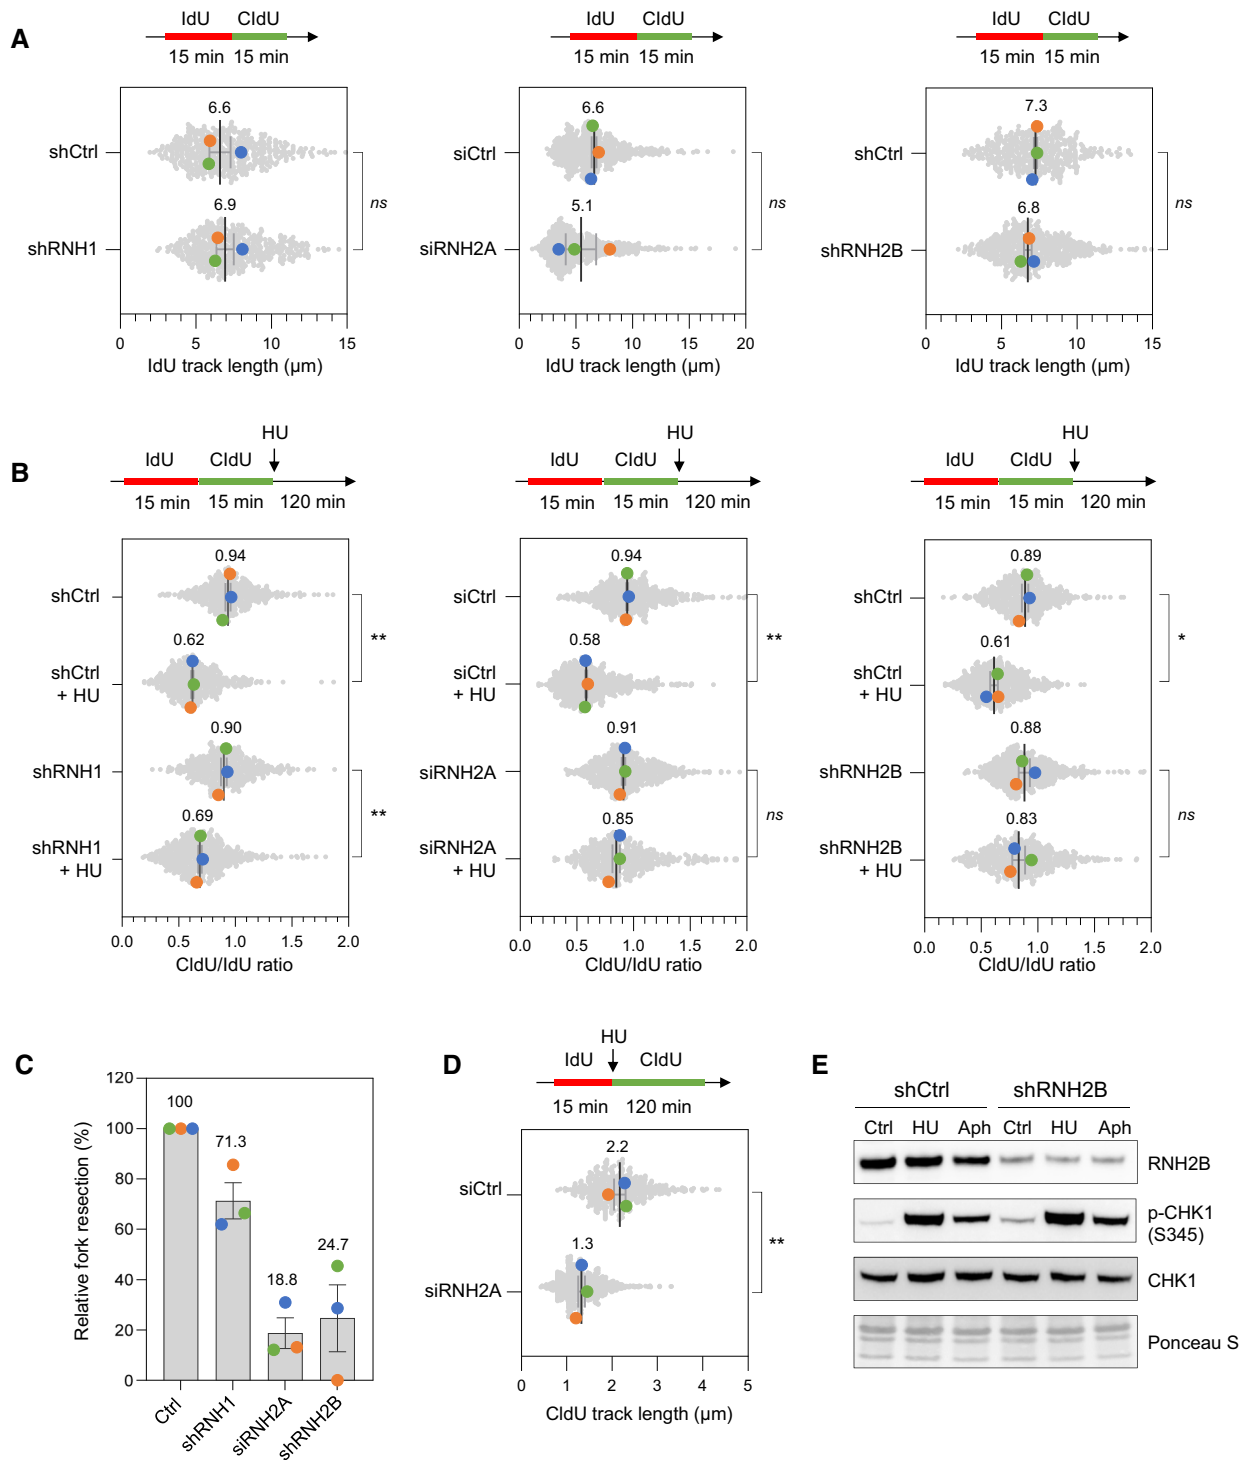 A
IdU CldU
15 min 15 min
6.6
shCtrl
6.9
shRNH1
ns
0 5 10 15
IdU track length (µm)
IdU CldU
15 min 15 min
6.6
siCtrl
5.1
siRNH2A
ns
0 5 10 15 20
IdU track length (µm)
IdU CldU
15 min 15 min
7.3
shCtrl
6.8
shRNH2B
ns
0 5 10 15
IdU track length (µm)
B
HU
IdU CldU
15 min 15 min 120 min
0.94
shCtrl
0.62
shCtrl
+ HU
**
0.90
shRNH1
0.69
shRNH1
+ HU
**
0.0 0.5 1.0 1.5 2.0
CldU/IdU ratio
HU
IdU CldU
15 min 15 min 120 min
0.94
siCtrl
0.58
siCtrl
+ HU
**
0.91
siRNH2A
0.85
siRNH2A
+ HU
ns
0.0 0.5 1.0 1.5 2.0
CldU/IdU ratio
HU
IdU CldU
15 min 15 min 120 min
0.89
shCtrl
0.61
shCtrl
+ HU
*
0.88
shRNH2B
0.83
shRNH2B
+ HU
ns
0.0 0.5 1.0 1.5 2.0
CldU/IdU ratio
C
Relative fork resection (%)
120
100
80
60
40
20
0
100
71.3
18.8
24.7
Ctrl
shRNH1
siRNH2A
shRNH2B
D
HU
IdU CldU
15 min 120 min
2.2
siCtrl
1.3
siRNH2A
**
0 1 2 3 4 5
CldU track length (µm)
E
shCtrl shRNH2B
Ctrl HU Aph Ctrl HU Aph
RNH2B
p-CHK1
(S345)
CHK1
Ponceau S